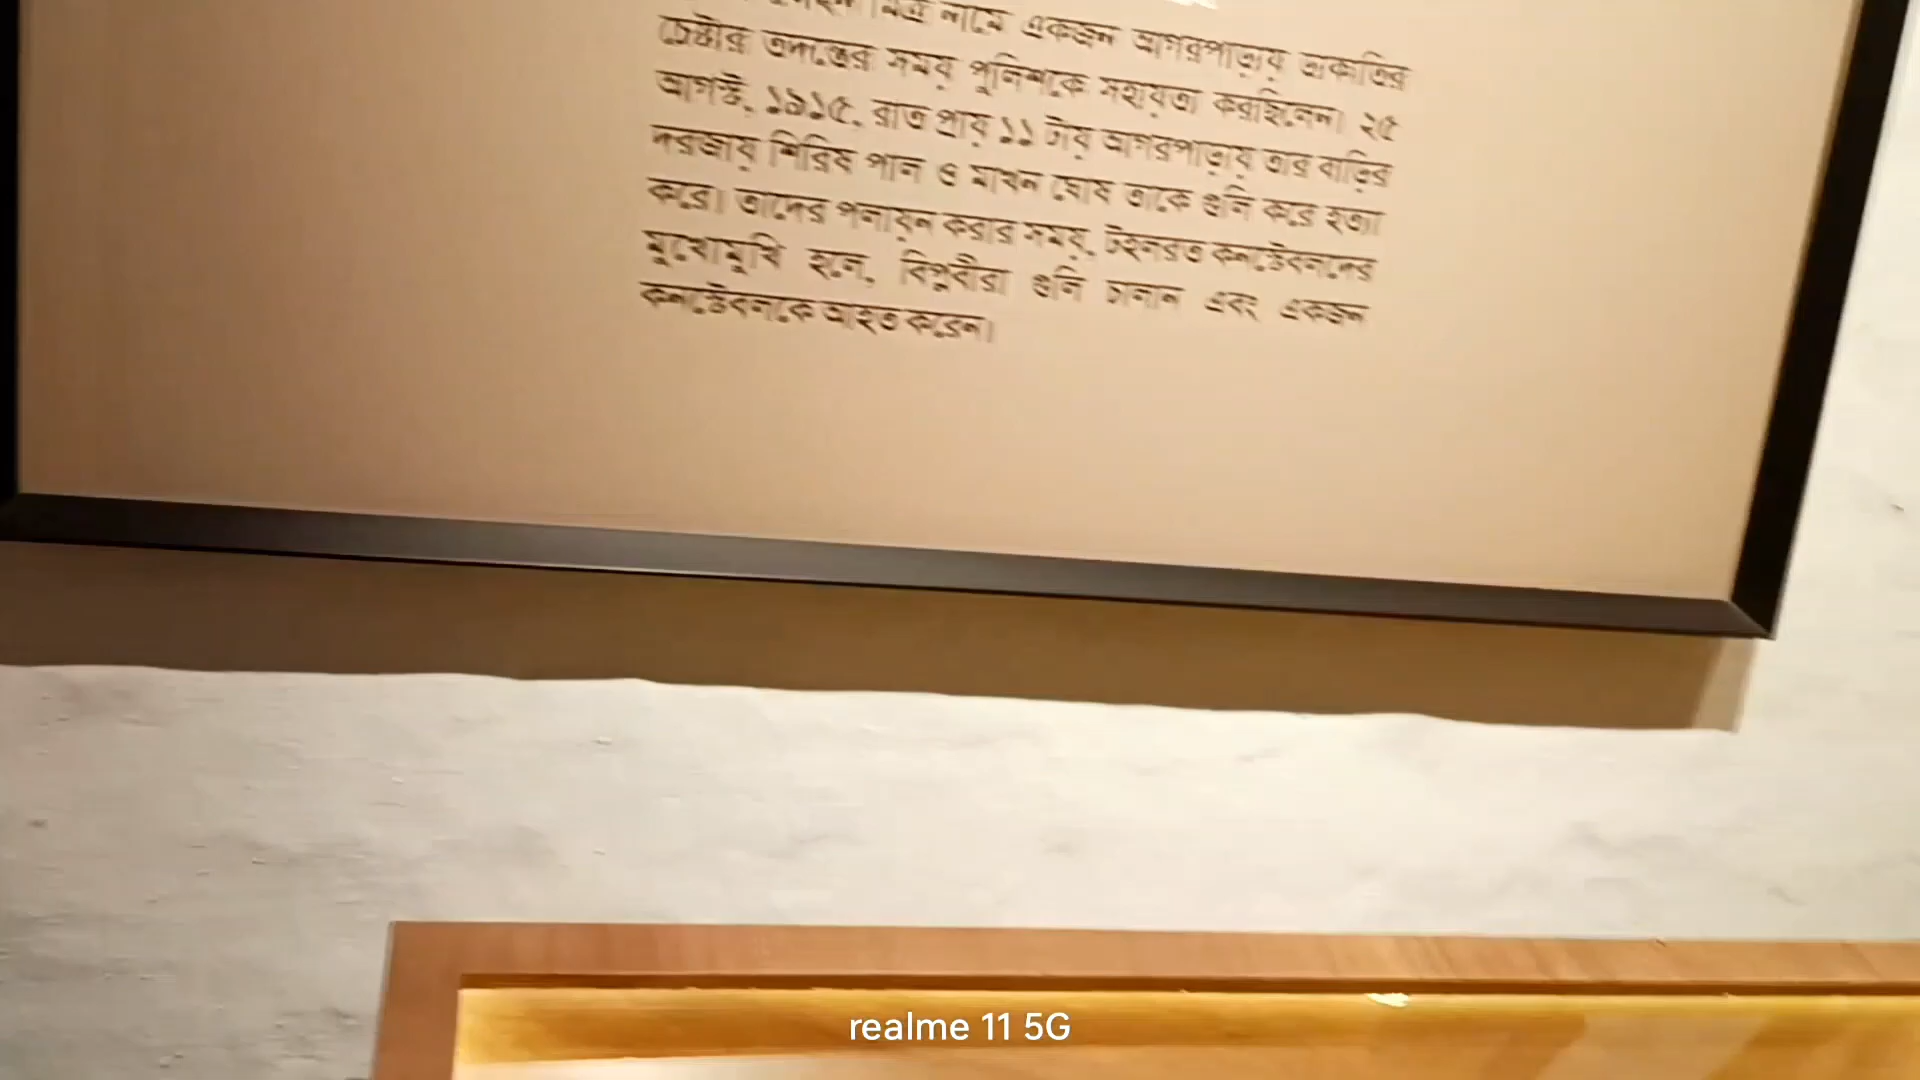 মিত্র নামে একজন আগরপাড়ায় ডাকাতির
চেষ্টার তদন্তের সময় পুলিশকে সহায়তা করছিলেন। ২৫
আগস্ট, ১৯১৫, রাত প্রায় ১১ টায় আগরপাড়ায় তার বাড়ির
দরজায় শিরিষ পাল ও মাখন ঘোষ তাকে গুলি করে হত্যা
করে। তাদের পলায়ন করার সময়, টহলরত কনস্টেবলদের
মুখোমুখি হলে, বিপ্লবীরা গুলি চালান এবং একজন
কনস্টেবলকে আহত করেন।
realme 11 5G